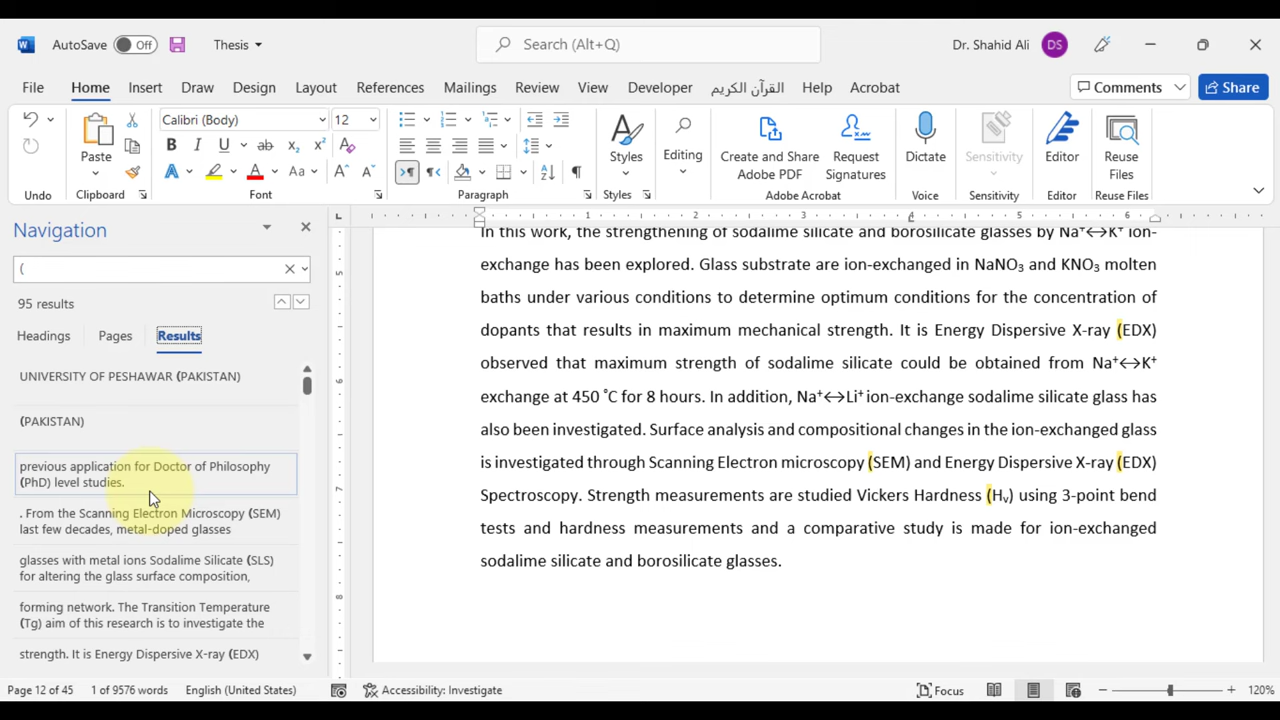 AutoSave Off Thesis Search (Alt+Q) Dr. Shahid Ali DS
File Home Insert Draw Design Layout References Mailings Review View Developer القرآن الكريم Help Acrobat Comments Share
Calibri (Body) 12
Paste Styles Editing Create and Share Adobe PDF Request Signatures Dictate Sensitivity Editor Reuse Files
Undo Clipboard Font Paragraph Styles Adobe Acrobat Voice Sensitivity Editor Reuse Files
Navigation
(
95 results
Headings Pages Results
UNIVERSITY OF PESHAWAR (PAKISTAN)
(PAKISTAN)
previous application for Doctor of Philosophy
(PhD) level studies.
. From the Scanning Electron Microscopy (SEM)
last few decades, metal-doped glasses
glasses with metal ions Sodalime Silicate (SLS)
for altering the glass surface composition,
forming network. The Transition Temperature
(Tg) aim of this research is to investigate the
strength. It is Energy Dispersive X-ray (EDX)
1 2 3 4 5 6
5
6
7
8
In this work, the strengthening of sodalime silicate and borosilicate glasses by Na⁺↔K⁺ ion-
exchange has been explored. Glass substrate are ion-exchanged in NaNO₃ and KNO₃ molten
baths under various conditions to determine optimum conditions for the concentration of
dopants that results in maximum mechanical strength. It is Energy Dispersive X-ray (EDX)
observed that maximum strength of sodalime silicate could be obtained from Na⁺↔K⁺
exchange at 450 ˚C for 8 hours. In addition, Na⁺↔Li⁺ ion-exchange sodalime silicate glass has
also been investigated. Surface analysis and compositional changes in the ion-exchanged glass
is investigated through Scanning Electron microscopy (SEM) and Energy Dispersive X-ray (EDX)
Spectroscopy. Strength measurements are studied Vickers Hardness (Hᵥ) using 3-point bend
tests and hardness measurements and a comparative study is made for ion-exchanged
sodalime silicate and borosilicate glasses.
Page 12 of 45 1 of 9576 words English (United States) Accessibility: Investigate Focus 120%